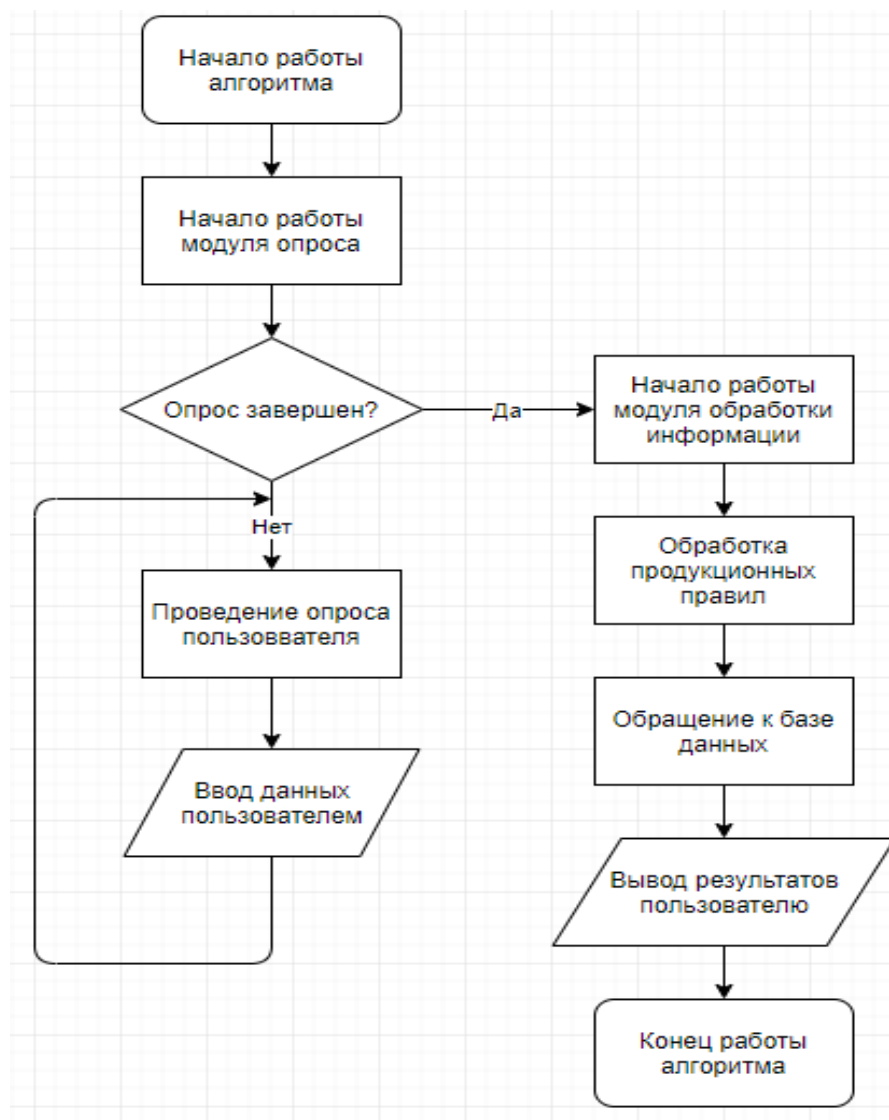 Начало работы
алгоритма
Начало работы
модуля опроса
Опрос завершен?
Да
Нет
Проведение опроса
пользоввателя
Ввод данных
пользователем
Начало работы
модуля обработки
информации
Обработка
продукционных
правил
Обращение к базе
данных
Вывод результатов
пользователю
Конец работы
алгоритма